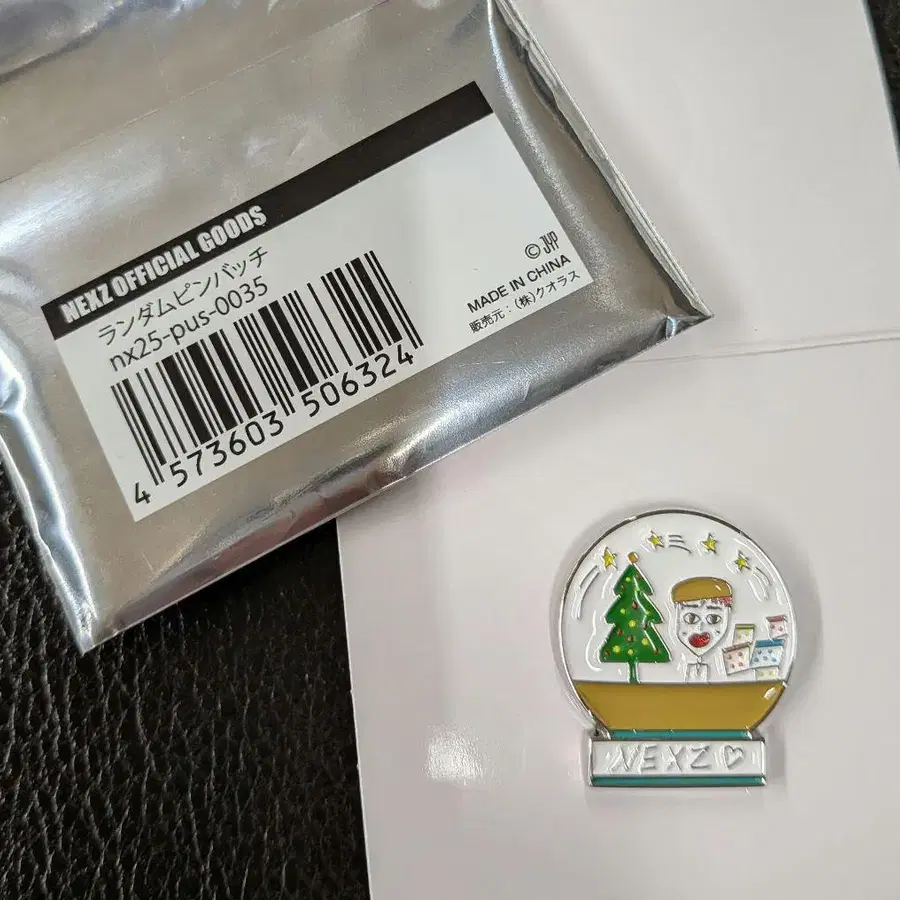 NEXZ OFFICIAL GOODS
ランダムピンバッチ
nx25-pus-0035
4 573603 506324
© JYP
MADE IN CHINA
販売元：(株)クオラス
NEXZ♡